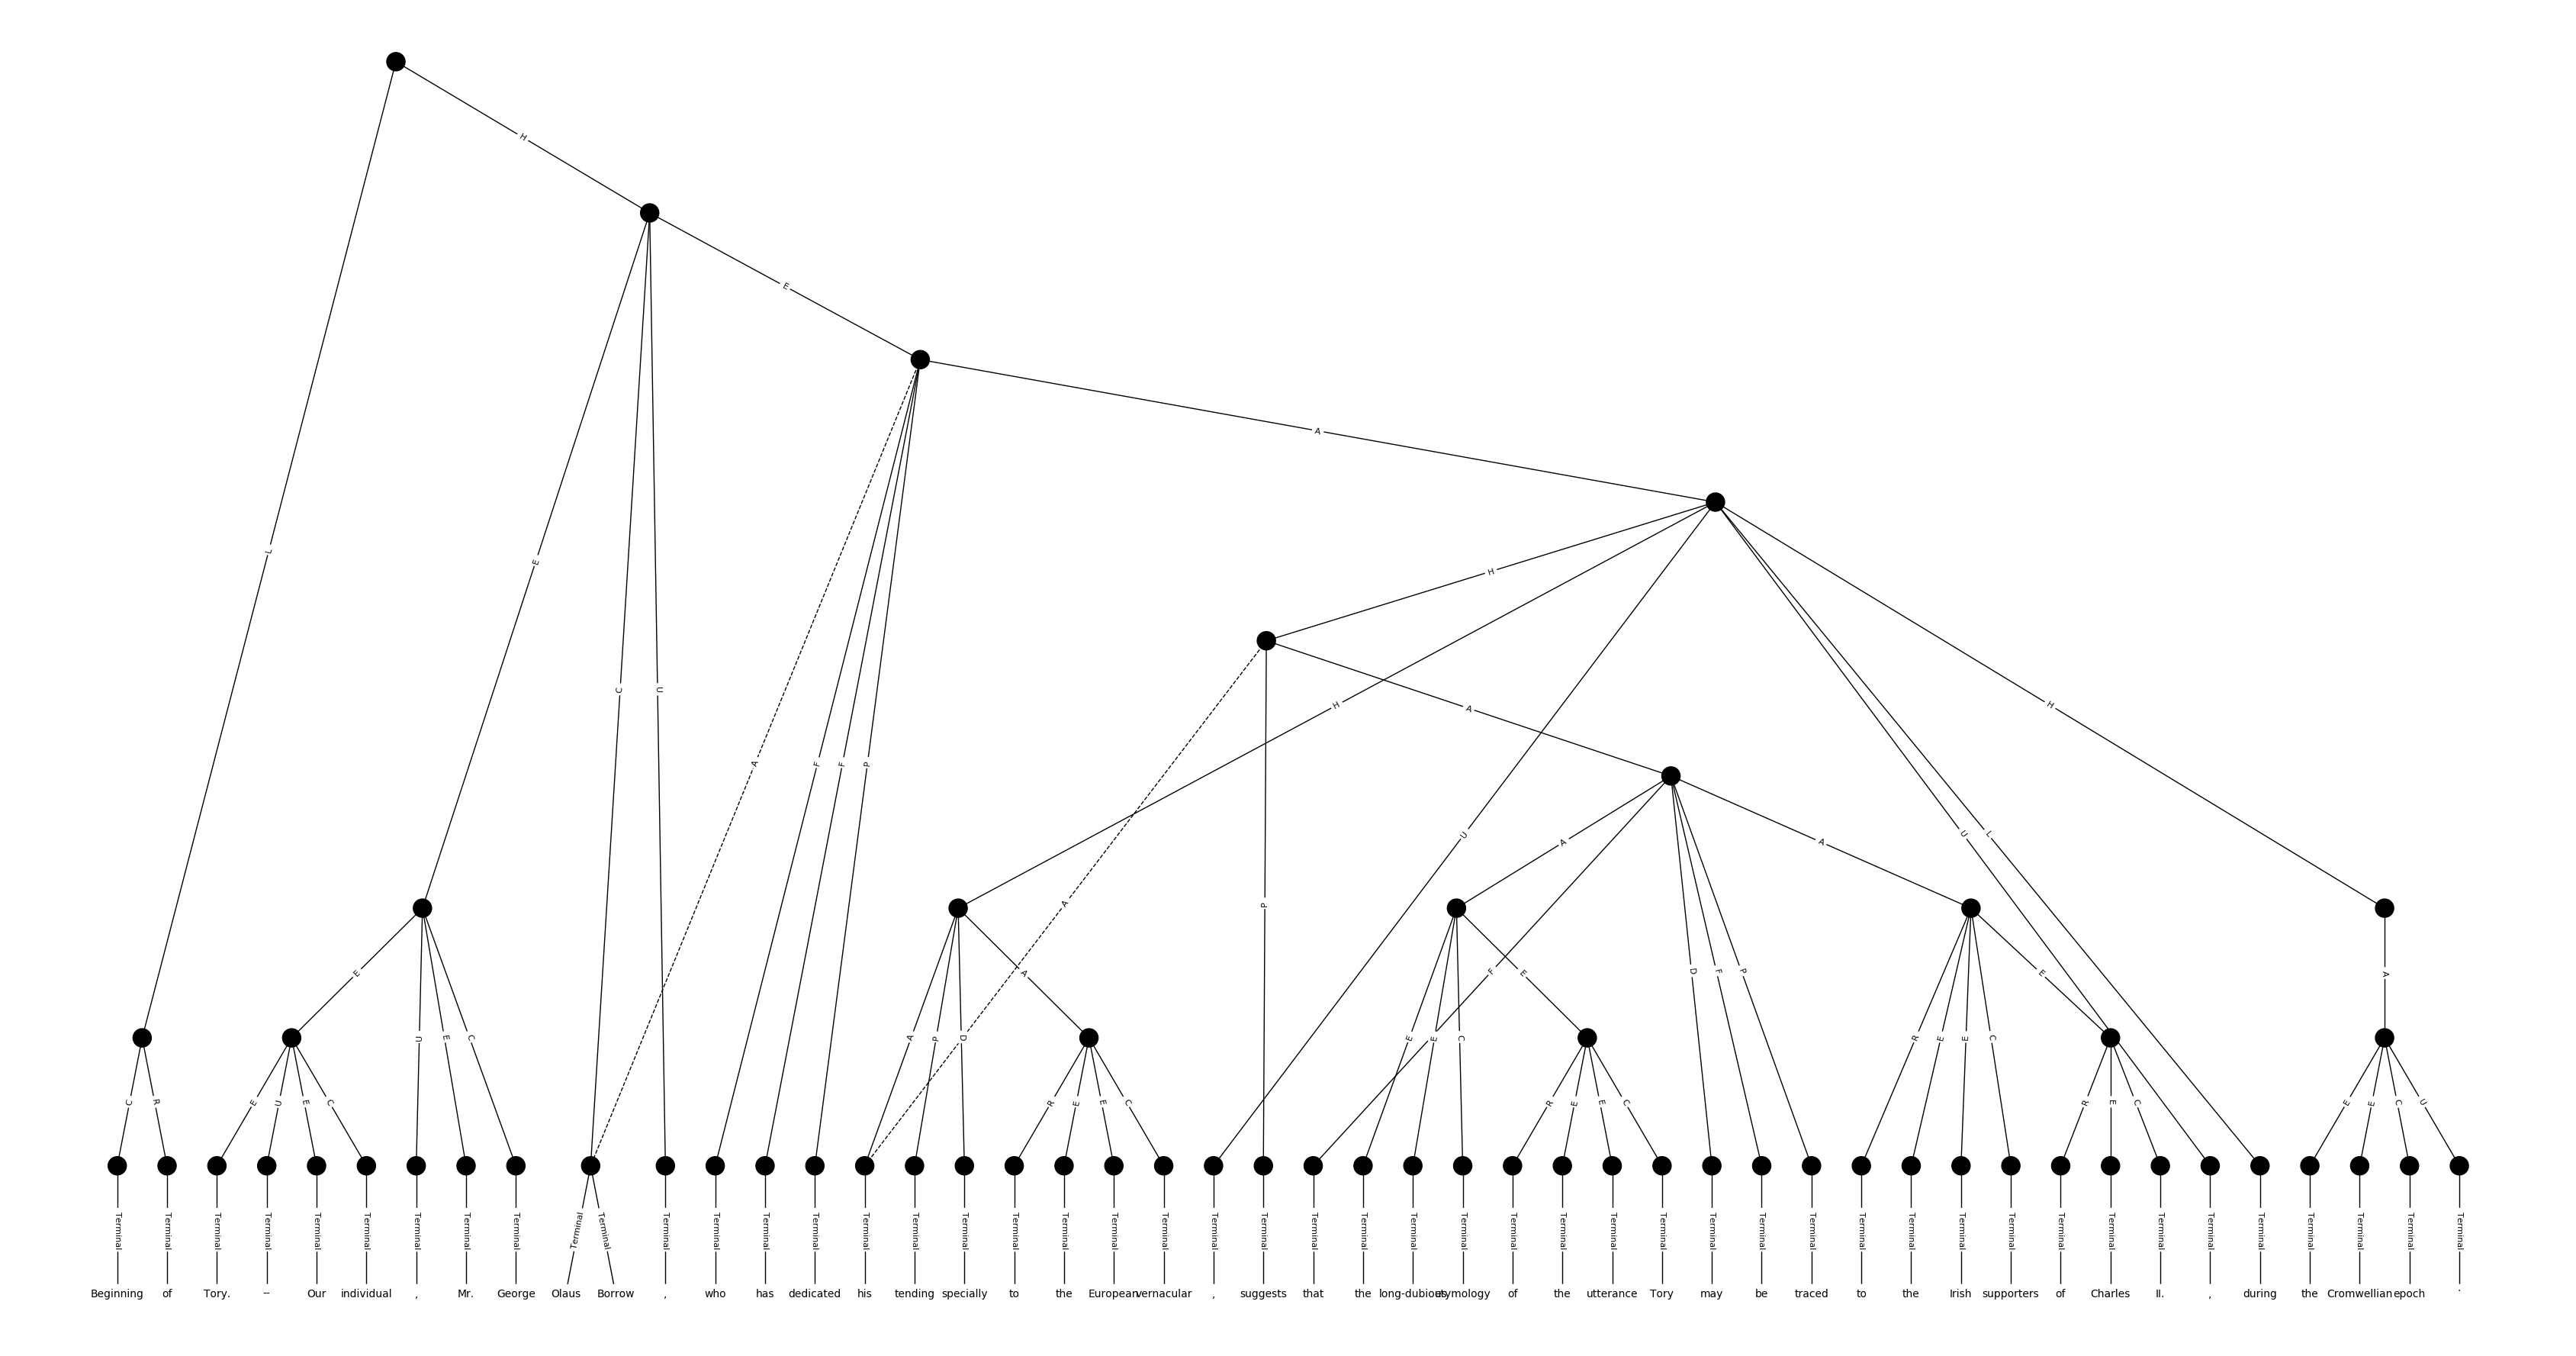 H
E
A
H
L
E
H
H
C
U
A
A
F
F
P
U
U
L
A
A
A
P
E
A
F
E
D
F
P
E
A
U
E
C
A
P
D
E
E
C
R
E
E
C
C
R
E
U
E
C
R
E
E
C
R
E
E
C
R
E
C
E
E
C
U
Terminal Terminal Terminal Terminal Terminal Terminal Terminal Terminal Terminal Terminal Terminal Terminal Terminal Terminal Terminal Terminal Terminal Terminal Terminal Terminal Terminal Terminal Terminal Terminal Terminal Terminal Terminal Terminal Terminal Terminal Terminal Terminal Terminal Terminal Terminal Terminal Terminal Terminal Terminal Terminal Terminal Terminal Terminal Terminal Terminal Terminal Terminal Terminal
Beginning of Tory. -- Our individual , Mr. George Olaus Borrow , who has dedicated his tending specially to the European vernacular , suggests that the long-dubious etymology of the utterance Tory may be traced to the Irish supporters of Charles II. , during the Cromwellian epoch .